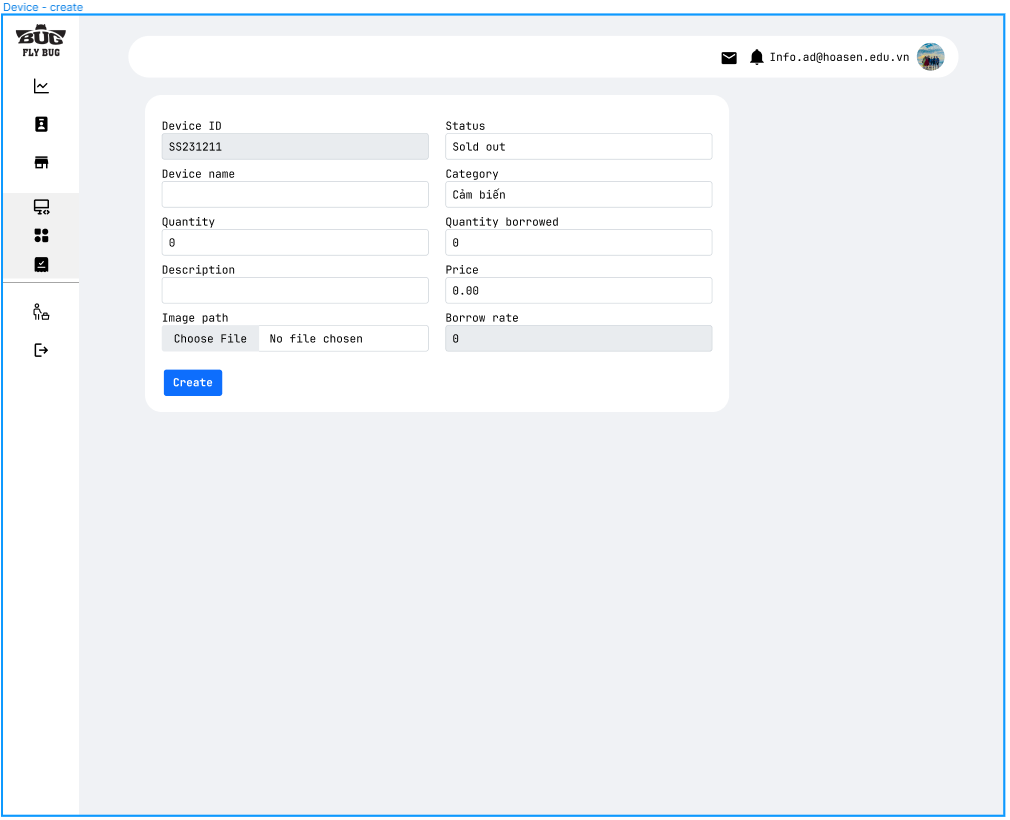 Device - create
BUG
FLY BUG
Info.ad@hoasen.edu.vn
Device ID
SS231211
Status
Sold out
Device name
Category
Cảm biến
Quantity
0
Quantity borrowed
0
Description
Price
0.00
Image path
Choose File No file chosen
Borrow rate
0
Create